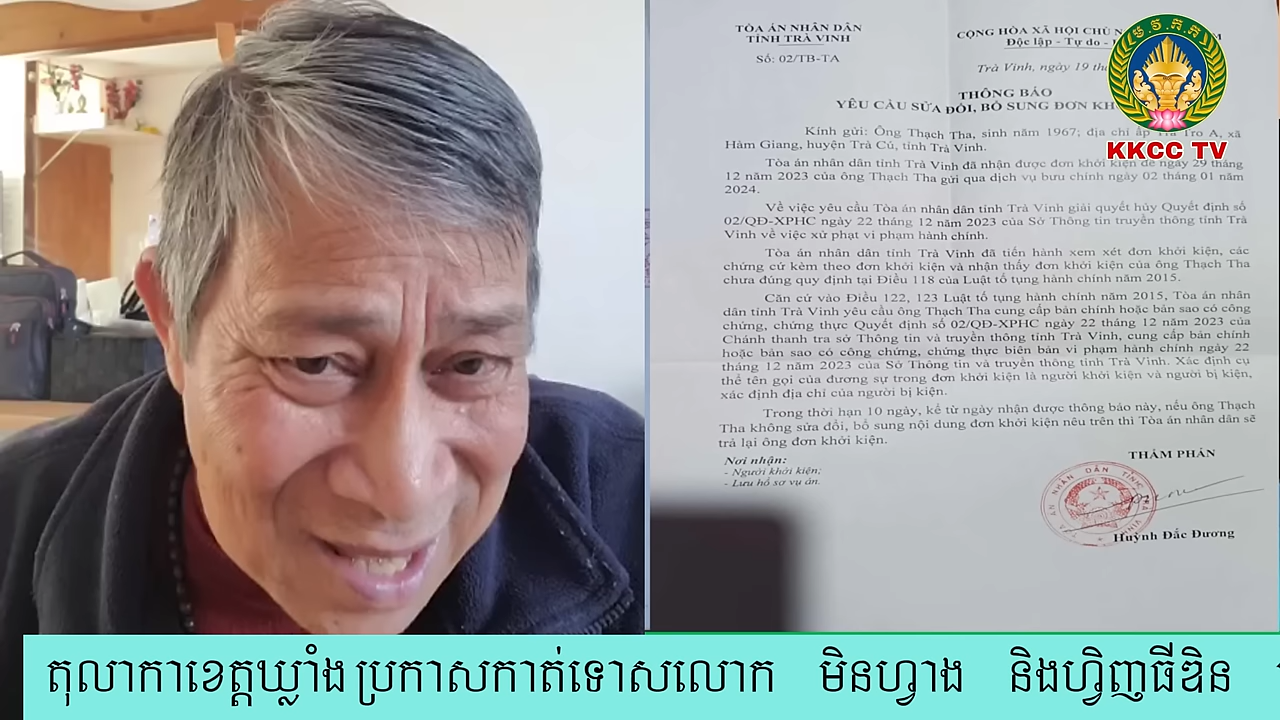 TÒA ÁN NHÂN DÂN
TỈNH TRÀ VINH
Số: 02/TB-TA
CỘNG HÒA XÃ HỘI CHỦ
Độc lập - Tự do -
Trà Vinh, ngày 19
THÔNG BÁO
YÊU CẦU SỬA ĐỔI, BỔ SUNG ĐƠN KH
Kính gửi: Ông Thạch Tha, sinh năm 1967; địa chỉ ấp Trà Tro A, xã
Hàm Giang, huyện Trà Cú, tỉnh Trà Vinh.
Tòa án nhân dân tỉnh Trà Vinh đã nhận được đơn khởi kiện đề ngày 29 tháng
12 năm 2023 của ông Thạch Tha gửi qua dịch vụ bưu chính ngày 02 tháng 01 năm
2024.
Về việc yêu cầu Tòa án nhân dân tỉnh Trà Vinh giải quyết hủy Quyết định số
02/QĐ-XPHC ngày 22 tháng 12 năm 2023 của Sở Thông tin truyền thông tỉnh Trà
Vinh về việc xử phạt vi phạm hành chính.
Tòa án nhân dân tỉnh Trà Vinh đã tiến hành xem xét đơn khởi kiện, các
chứng cứ kèm theo đơn khởi kiện và nhận thấy đơn khởi kiện của ông Thạch Tha
chưa đúng quy định tại Điều 118 của Luật tố tụng hành chính năm 2015.
Căn cứ vào Điều 122, 123 Luật tố tụng hành chính năm 2015, Tòa án nhân
dân tỉnh Trà Vinh yêu cầu ông Thạch Tha cung cấp bản chính hoặc bản sao có công
chứng, chứng thực Quyết định số 02/QĐ-XPHC ngày 22 tháng 12 năm 2023 của
Chánh thanh tra sở Thông tin và truyền thông tỉnh Trà Vinh, cung cấp bản chính
hoặc bản sao có công chứng, chứng thực biên bản vi phạm hành chính ngày 22
tháng 12 năm 2023 của Sở Thông tin và truyền thông tỉnh Trà Vinh. Xác định cụ
thể tên gọi của đương sự trong đơn khởi kiện là người khởi kiện và người bị kiện,
xác định địa chỉ của người bị kiện.
Trong thời hạn 10 ngày, kể từ ngày nhận được thông báo này, nếu ông Thạch
Tha không sửa đổi, bổ sung nội dung đơn khởi kiện nêu trên thì Tòa án nhân dân sẽ
trả lại ông đơn khởi kiện.
Nơi nhận:
- Người khởi kiện;
- Lưu hồ sơ vụ án.
THẨM PHÁN
Huỳnh Đắc Đương
KKCC TV
តុលាកាខេត្តឃ្លាំង ប្រកាសកាត់ទោសលោក មិនហ្វាង និងហ្វិញធីឌិន